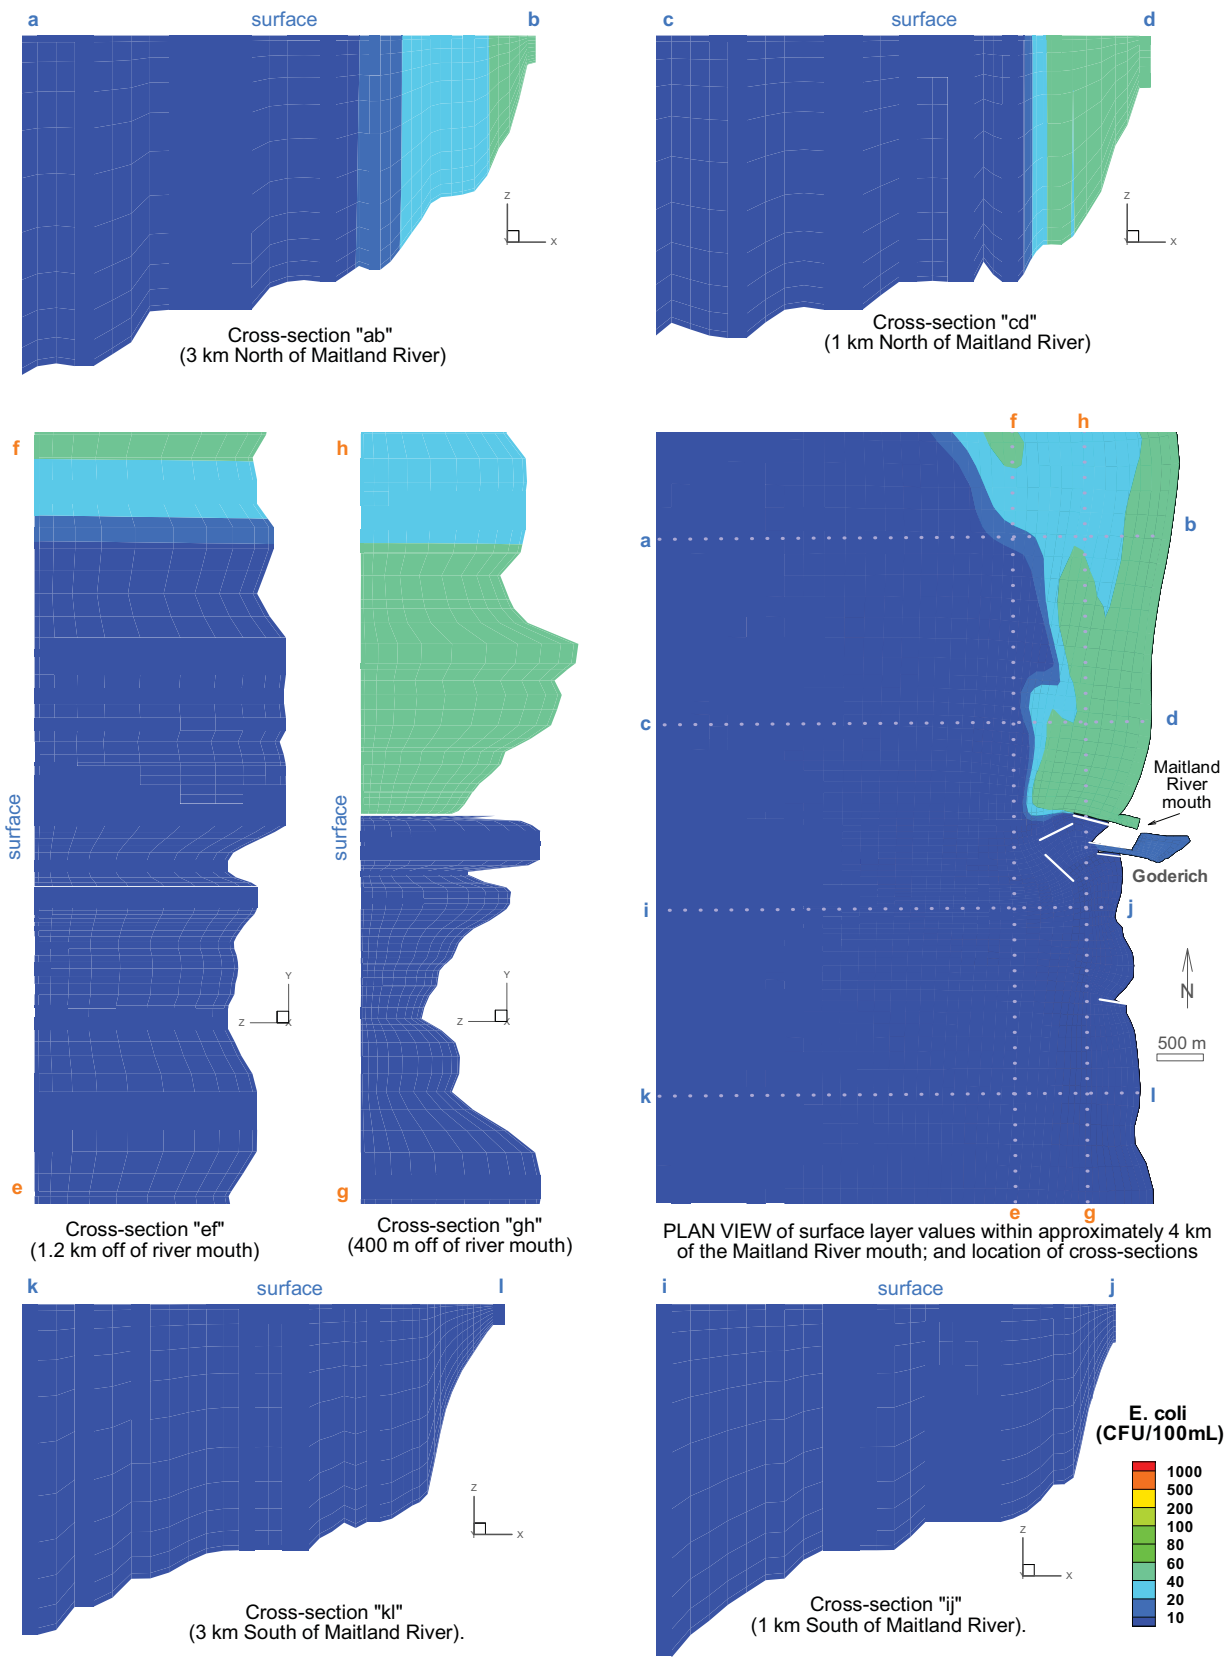 a surface b
c surface d
Z
X
Y
Z
X
Y
Cross-section "ab"
(3 km North of Maitland River)
Cross-section "cd"
(1 km North of Maitland River)
f
surface
e
Y
Z
X
Cross-section "ef"
(1.2 km off of river mouth)
h
surface
g
Y
Z
X
Cross-section "gh"
(400 m off of river mouth)
f h
a b
c d
Maitland
River
mouth
Goderich
i j
N
500 m
k l
e g
PLAN VIEW of surface layer values within approximately 4 km
of the Maitland River mouth; and location of cross-sections
k surface l
Z
X
Y
Cross-section "kl"
(3 km South of Maitland River).
i surface j
Z
X
Y
Cross-section "ij"
(1 km South of Maitland River).
E. coli
(CFU/100mL)
1000
500
200
100
80
60
40
20
10